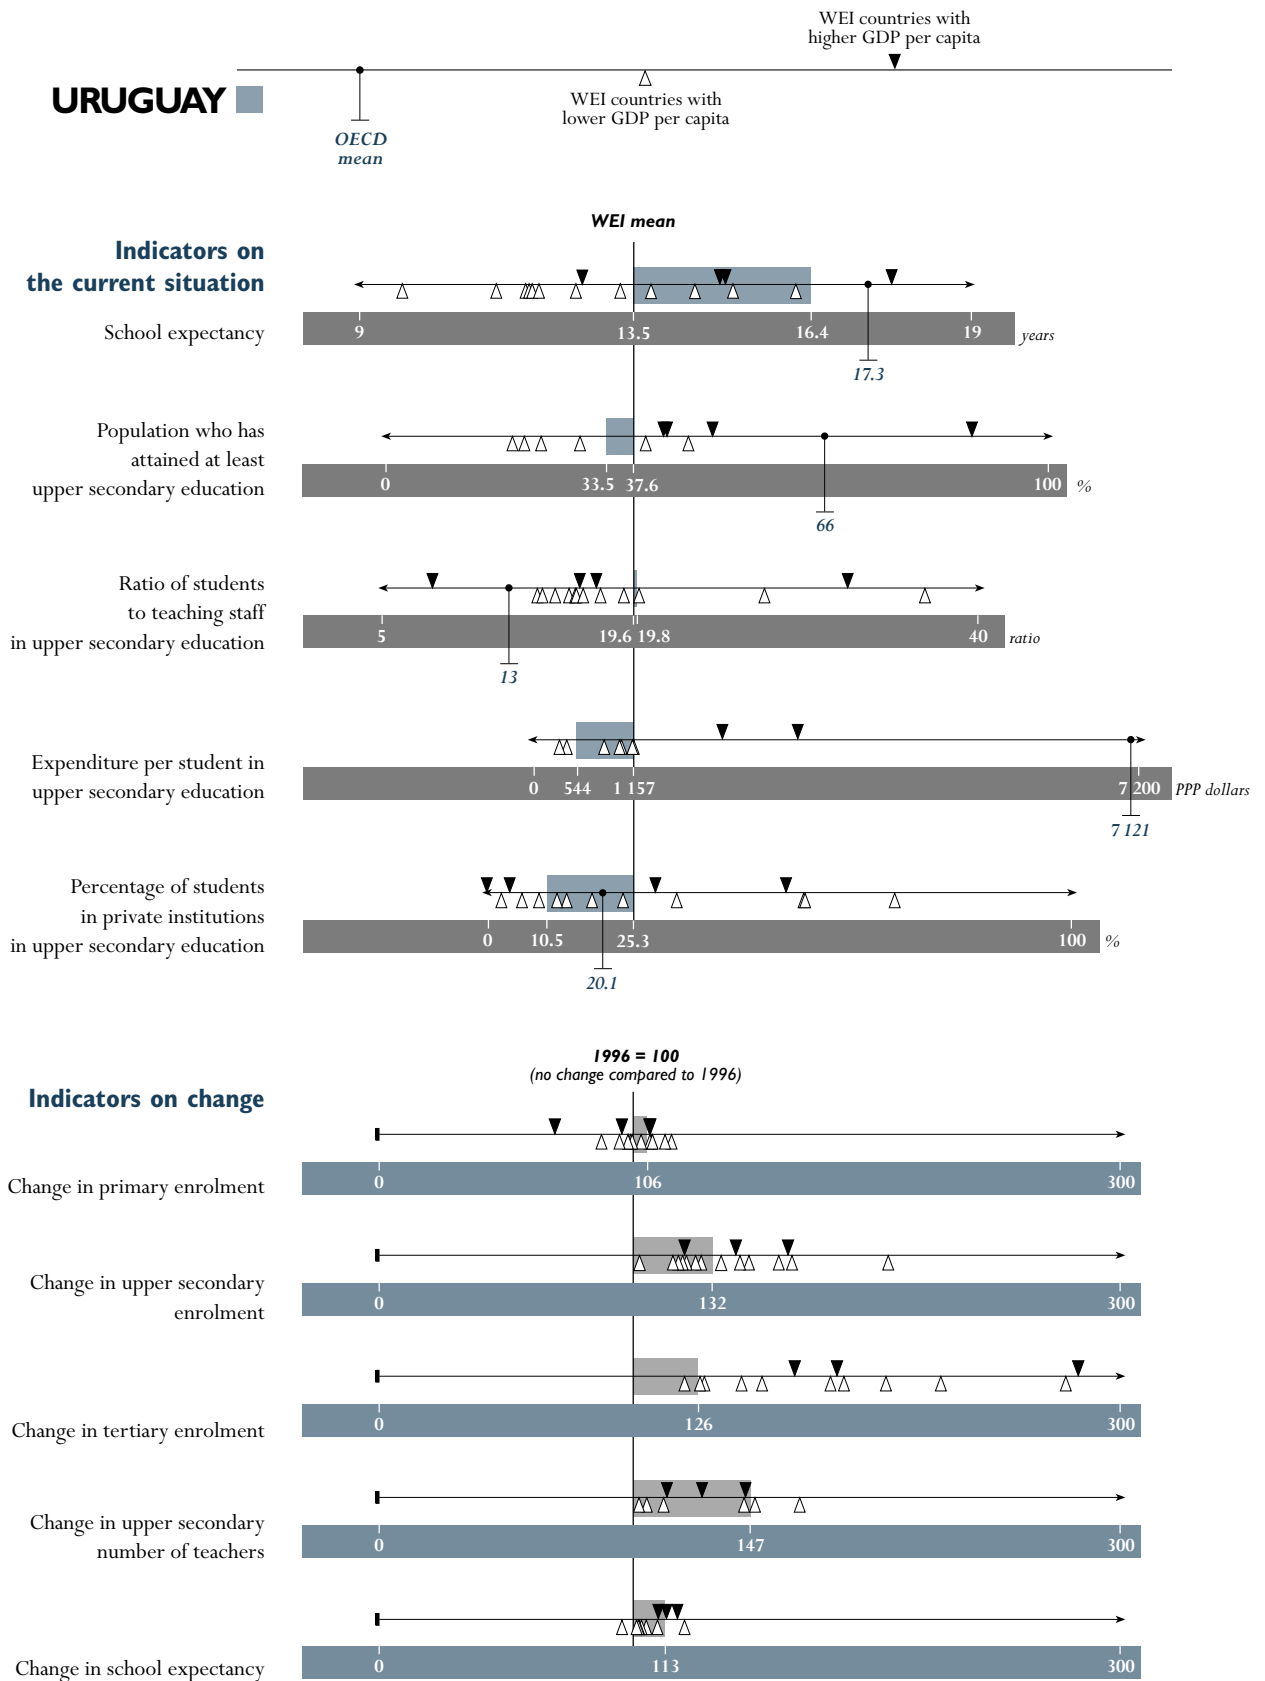 WEI countries with
higher GDP per capita
URUGUAY
WEI countries with
lower GDP per capita
OECD
mean
WEI mean
Indicators on
the current situation
School expectancy
9 13.5 16.4 19 years
17.3
Population who has
attained at least
upper secondary education
0 33.5 37.6 100 %
66
Ratio of students
to teaching staff
in upper secondary education
5 19.6 19.8 40 ratio
13
Expenditure per student in
upper secondary education
0 544 1 157 7 200 PPP dollars
7 121
Percentage of students
in private institutions
in upper secondary education
0 10.5 25.3 100 %
20.1
1996 = 100
(no change compared to 1996)
Indicators on change
Change in primary enrolment
0 106 300
Change in upper secondary
enrolment
0 132 300
Change in tertiary enrolment
0 126 300
Change in upper secondary
number of teachers
0 147 300
Change in school expectancy
0 113 300